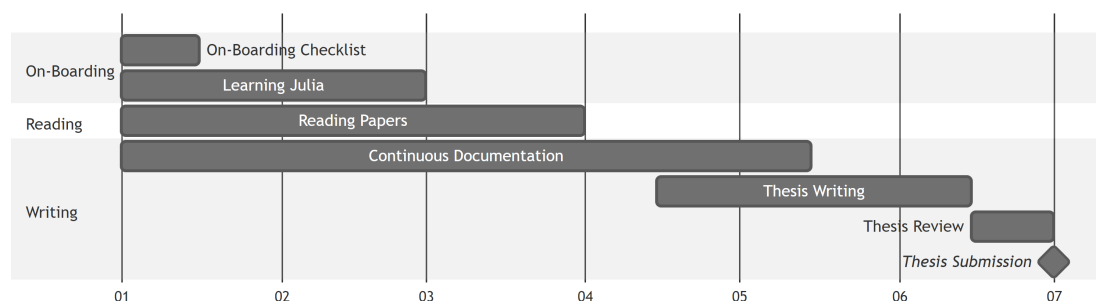 On-Boarding
On-Boarding Checklist
Learning Julia
Reading
Reading Papers
Writing
Continuous Documentation
Thesis Writing
Thesis Review
Thesis Submission
01 02 03 04 05 06 07